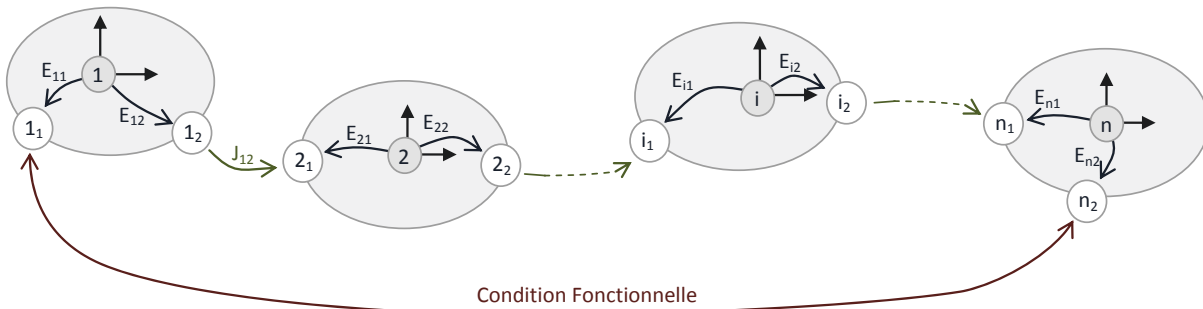 1
E11
E12
11
12
J12
2
E21
E22
21
22
i
Ei1
Ei2
i1
i2
n
En1
En2
n1
n2
Condition Fonctionnelle